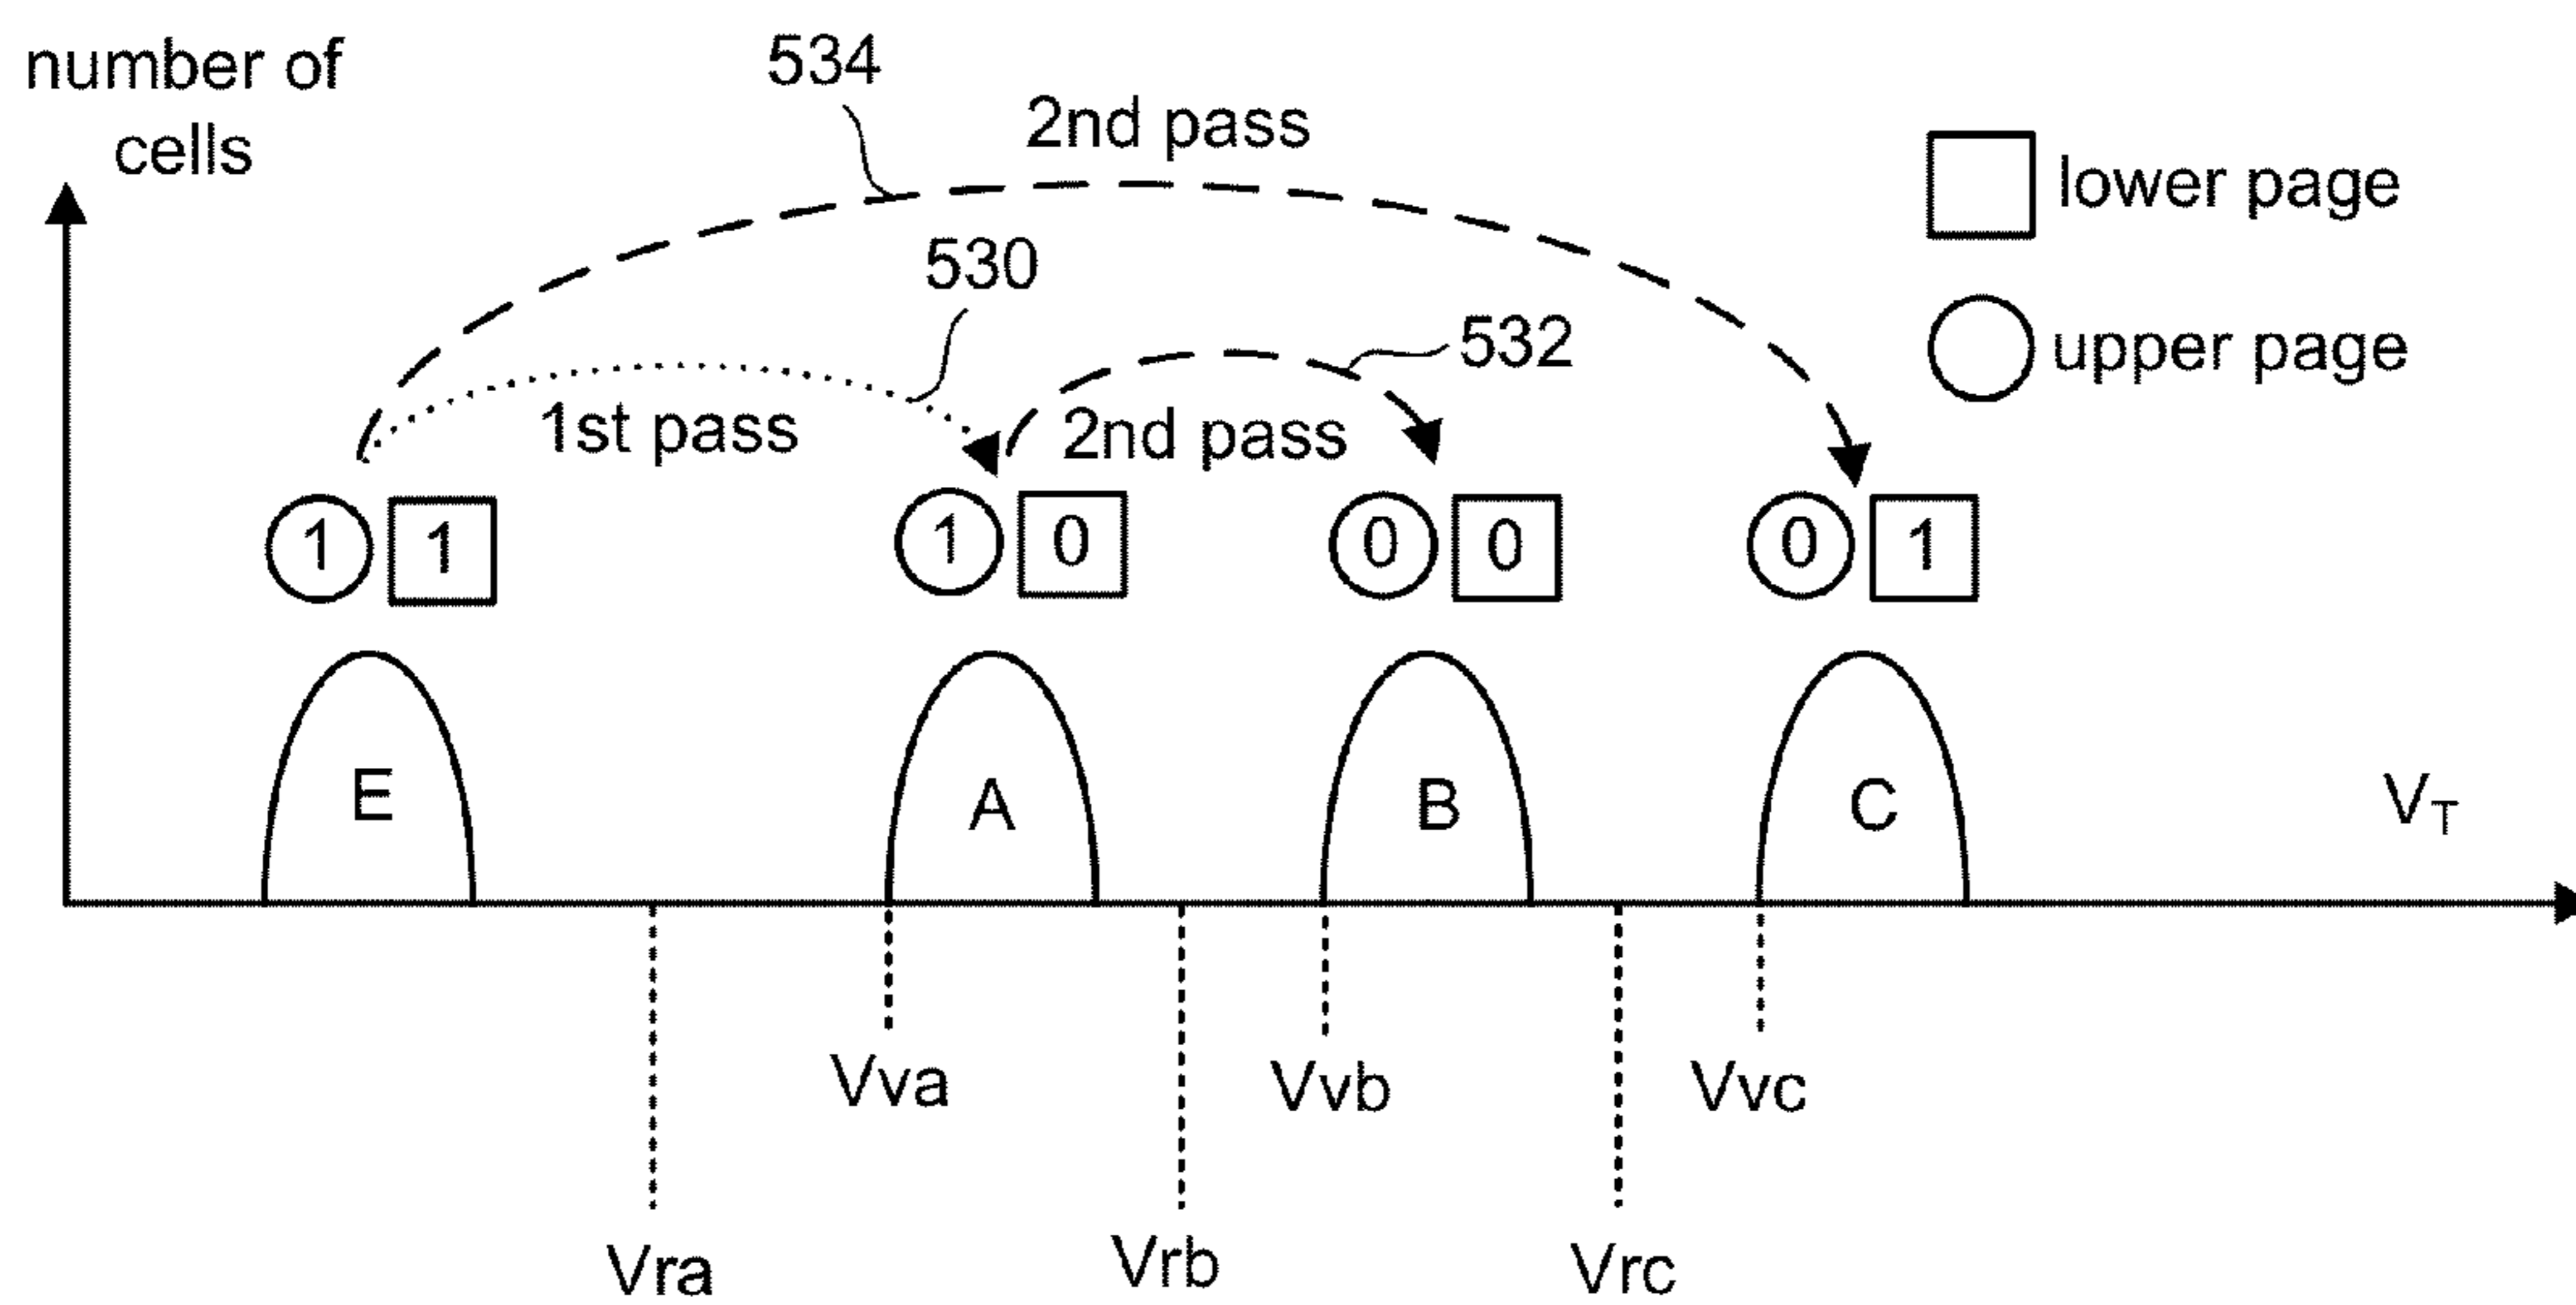 number of
cells
534
2nd pass
lower page
530
532
upper page
1st pass
2nd pass
1 1
1 0
0 0
0 1
E
A
B
C
VT
Vva
Vvb
Vvc
Vra
Vrb
Vrc